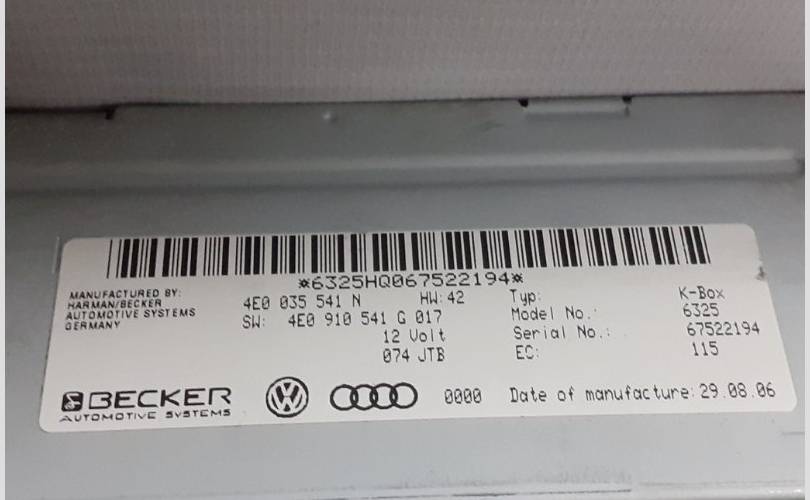 *6325HQ067522194*
MANUFACTURED BY:
HARMAN/BECKER
AUTOMOTIVE SYSTEMS
GERMANY
4E0 035 541 N HW: 42
SW: 4E0 910 541 G 017
12 Volt
074 JTB
Typ: K-Box
Model No.: 6325
Serial No.: 67522194
EC: 115
BECKER
AUTOMOTIVE SYSTEMS
0000 Date of manufacture: 29.08.06